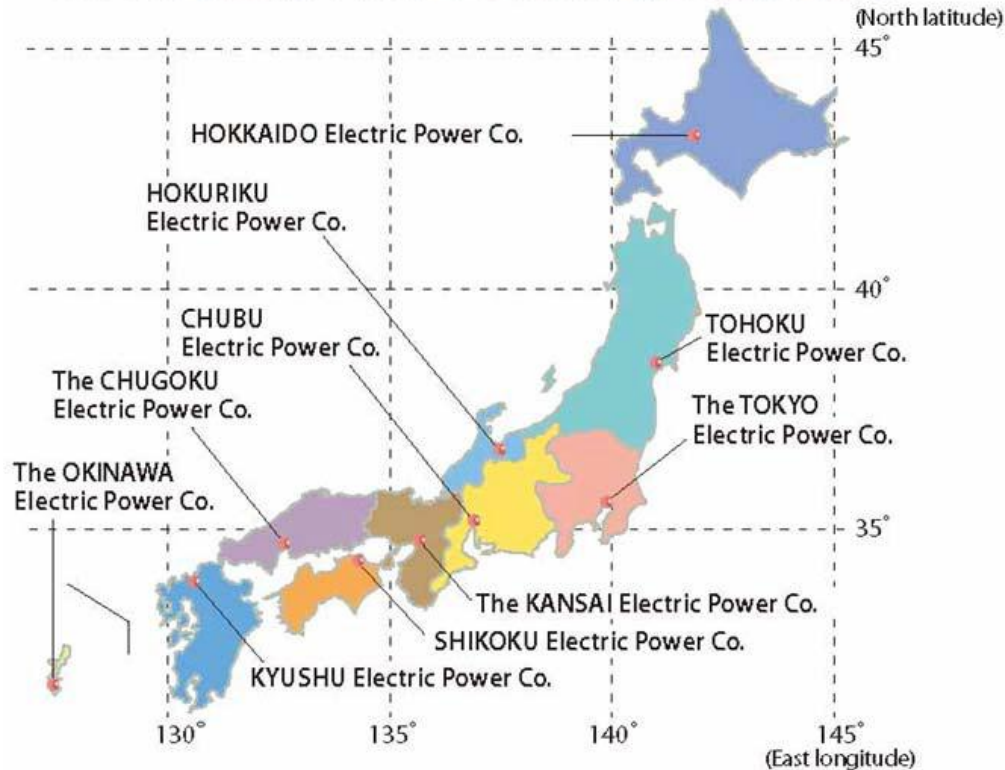 (North latitude)
45°
HOKKAIDO Electric Power Co.
HOKURIKU
Electric Power Co.
40°
CHUBU
Electric Power Co.
TOHOKU
Electric Power Co.
The CHUGOKU
Electric Power Co.
The TOKYO
Electric Power Co.
The OKINAWA
Electric Power Co.
35°
The KANSAI Electric Power Co.
SHIKOKU Electric Power Co.
KYUSHU Electric Power Co.
130°
135°
140°
145°
(East longitude)